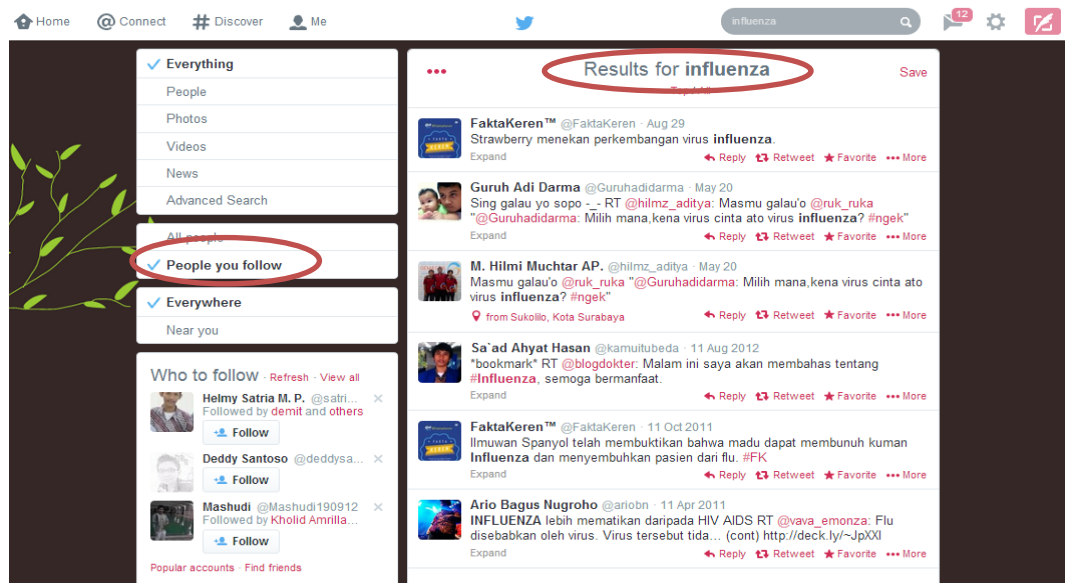 Home Connect Discover Me influenza 12
Everything
People
Photos
Videos
News
Advanced Search
All people
People you follow
Everywhere
Near you
Who to follow · Refresh · View all
Helmy Satria M. P. @satri...
Followed by demit and others
Follow
Deddy Santoso @deddysa...
Follow
Mashudi @Mashudi190912
Followed by Kholid Amrilla...
Follow
Popular accounts · Find friends
Results for influenza
Save
FaktaKeren™ @FaktaKeren · Aug 29
Strawberry menekan perkembangan virus influenza.
Expand Reply Retweet Favorite More
Guruh Adi Darma @Guruhadidarma · May 20
Sing galau yo sopo -_- RT @hilmz_aditya: Masmu galau'o @ruk_ruka
"@Guruhadidarma: Milih mana,kena virus cinta ato virus influenza? #ngek"
Expand Reply Retweet Favorite More
M. Hilmi Muchtar AP. @hilmz_aditya · May 20
Masmu galau'o @ruk_ruka "@Guruhadidarma: Milih mana,kena virus cinta ato
virus influenza? #ngek"
from Sukolilo, Kota Surabaya Reply Retweet Favorite More
Sa`ad Ahyat Hasan @kamuitubeda · 11 Aug 2012
*bookmark* RT @blogdokter: Malam ini saya akan membahas tentang
#Influenza, semoga bermanfaat.
Expand Reply Retweet Favorite More
FaktaKeren™ @FaktaKeren · 11 Oct 2011
Ilmuwan Spanyol telah membuktikan bahwa madu dapat membunuh kuman
Influenza dan menyembuhkan pasien dari flu. #FK
Expand Reply Retweet Favorite More
Ario Bagus Nugroho @ariobn · 11 Apr 2011
INFLUENZA lebih mematikan daripada HIV AIDS RT @vava_emonza: Flu
disebabkan oleh virus. Virus tersebut tida... (cont) http://deck.ly/~JpXXl
Expand Reply Retweet Favorite More